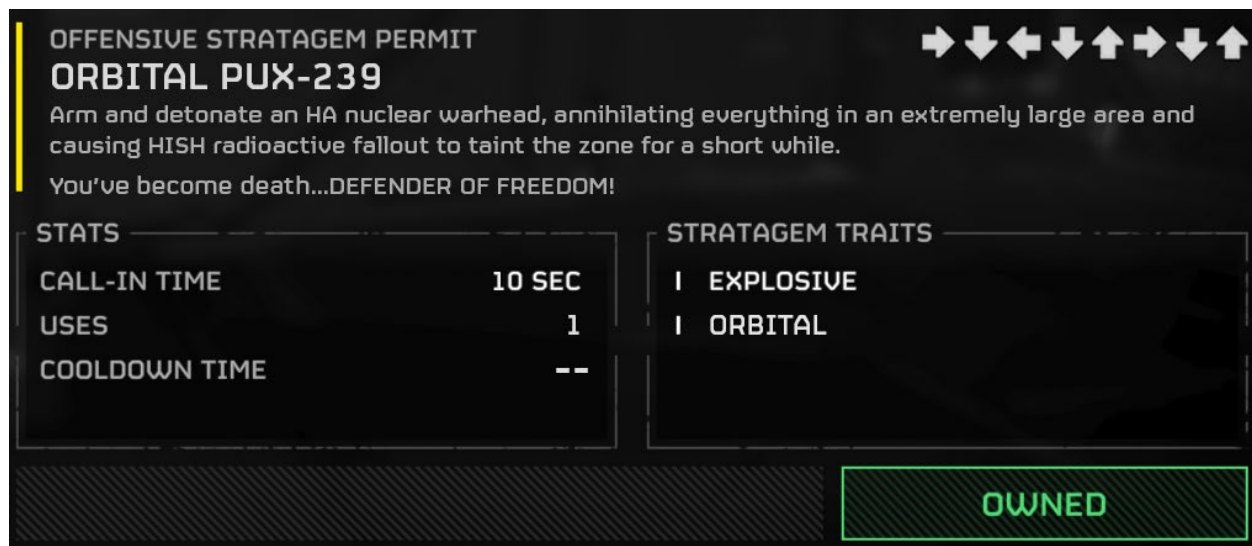 OFFENSIVE STRATAGEM PERMIT
ORBITAL PUX-239
Arm and detonate an HA nuclear warhead, annihilating everything in an extremely large area and
causing HISH radioactive fallout to taint the zone for a short while.
You've become death...DEFENDER OF FREEDOM!
STATS
CALL-IN TIME 10 SEC
USES 1
COOLDOWN TIME --
STRATAGEM TRAITS
EXPLOSIVE
ORBITAL
OWNED